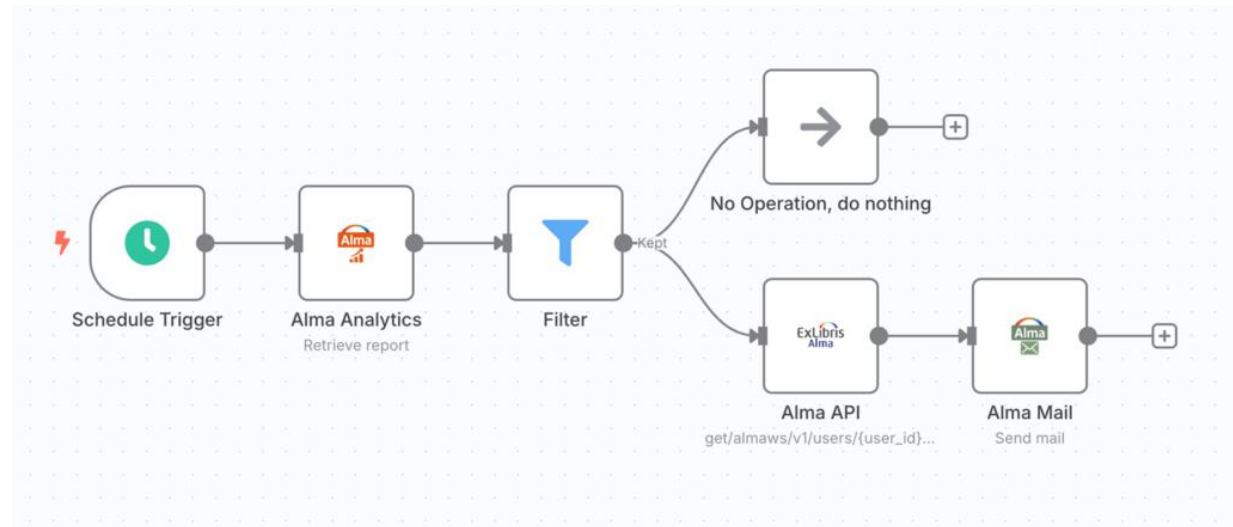 Alma
Kept
No Operation, do nothing
Schedule Trigger
Alma Analytics
Retrieve report
Filter
ExLibris
Alma
Alma
Alma API
get/almaws/v1/users/{user_id}...
Alma Mail
Send mail